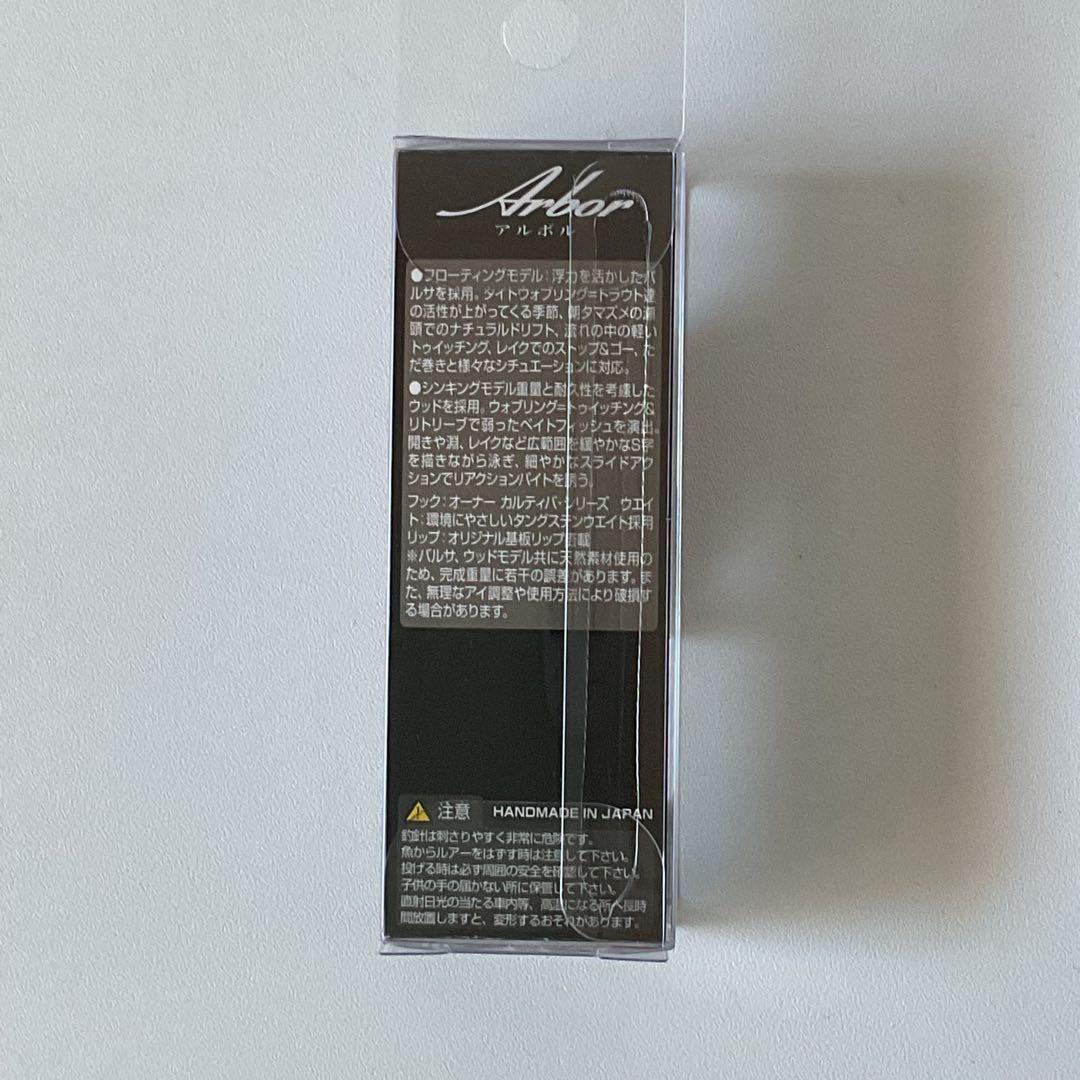 Arbor
アルボル
●フローティングモデル:浮力を活かしたバ
ルサを採用。タイトウォブリング=トラウト達
の活性が上がってくる季節、朝夕マズメの瀬
頭でのナチュラルドリフト、流れの中の軽い
トゥイッチング、レイクでのストップ&ゴー、た
だ巻きと様々なシチュエーションに対応。
●シンキングモデル重量と耐久性を考慮した
ウッドを採用。ウォブリング=トゥイッチング&
リトリーブで弱ったベイトフィッシュを演出。
開きや淵、レイクなど広範囲を緩やかなS字
を描きながら泳ぎ、細やかなスライドアク
ションでリアクションバイトを誘う。
フック:オーナー カルティバ・シリーズ ウエイ
ト:環境にやさしいタングステンウエイト採用
リップ:オリジナル基板リップ搭載
※バルサ、ウッドモデル共に天然素材使用の
ため、完成重量に若干の誤差があります。ま
た、無理なアイ調整や使用方法により破損す
る場合があります。
注意 HANDMADE IN JAPAN
釣針は刺さりやすく非常に危険です。
魚からルアーをはずす時は注意して下さい。
投げる時は必ず周囲の安全を確認して下さい。
子供の手の届かない所に保管して下さい。
直射日光の当たる車内等、高温になる所へ長時
間放置しますと、変形するおそれがあります。